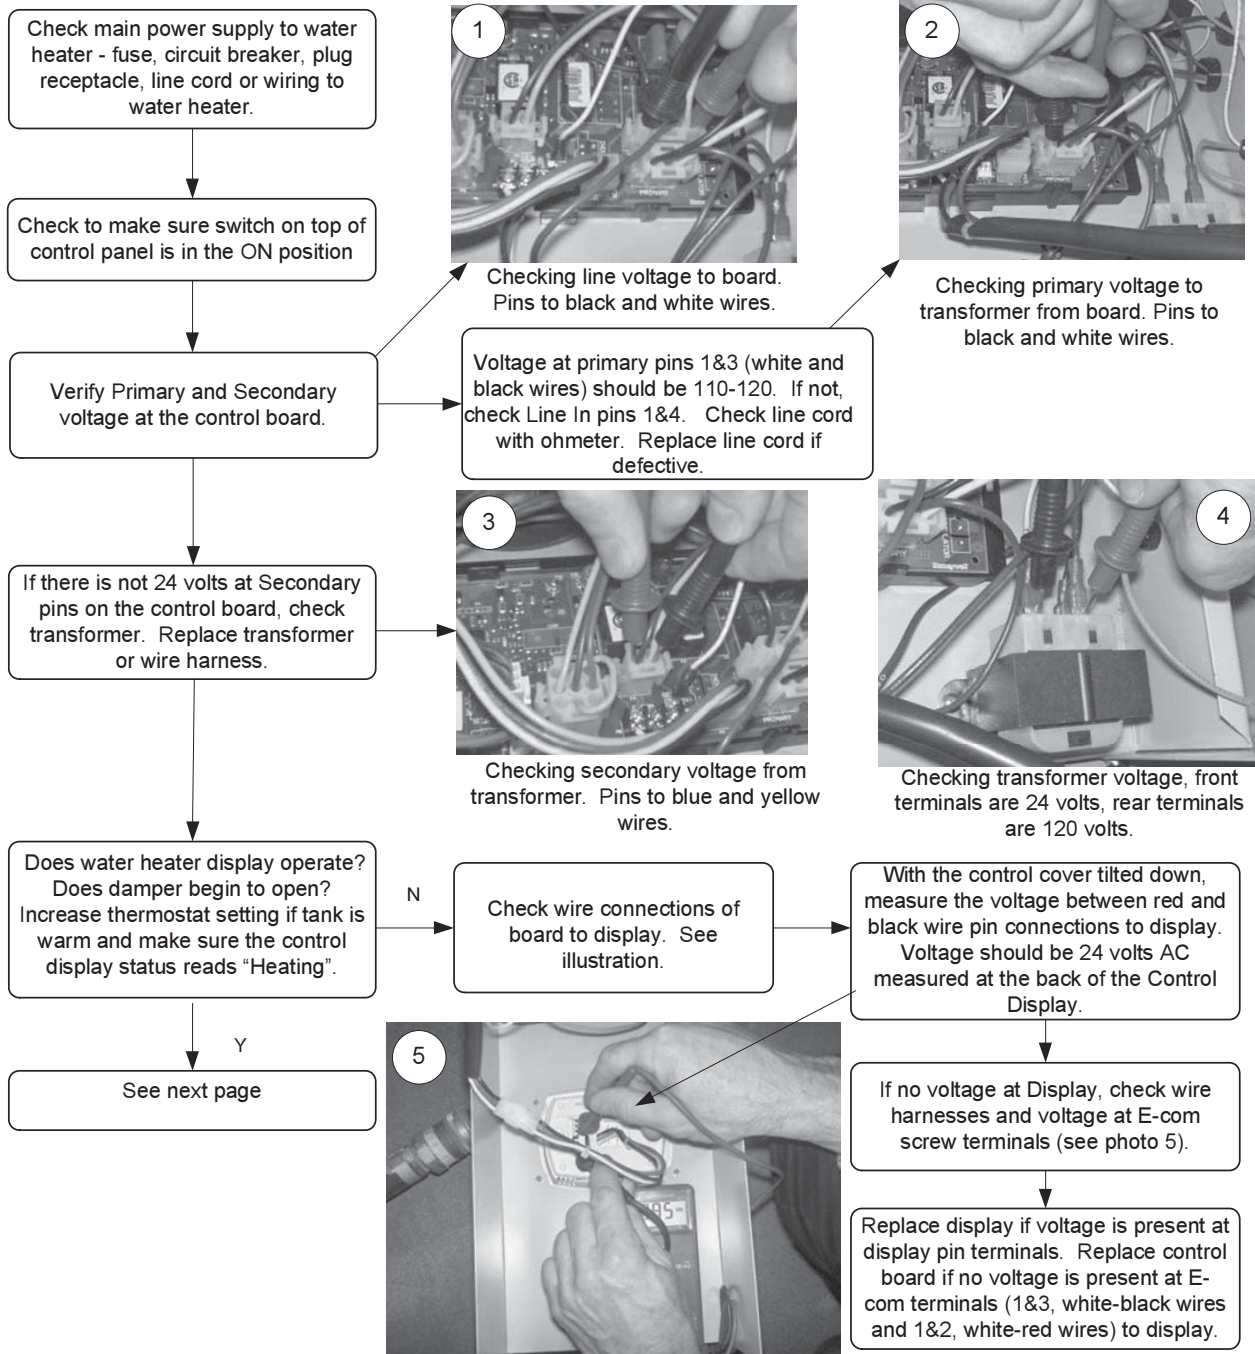 Check main power supply to water
heater - fuse, circuit breaker, plug
receptacle, line cord or wiring to
water heater.
1
2
Check to make sure switch on top of
control panel is in the ON position
Checking line voltage to board.
Pins to black and white wires.
Checking primary voltage to
transformer from board. Pins to
black and white wires.
Verify Primary and Secondary
voltage at the control board.
Voltage at primary pins 1&3 (white and
black wires) should be 110-120. If not,
check Line In pins 1&4. Check line cord
with ohmeter. Replace line cord if
defective.
3
4
If there is not 24 volts at Secondary
pins on the control board, check
transformer. Replace transformer
or wire harness.
Honeywell
Checking secondary voltage from
transformer. Pins to blue and yellow
wires.
Checking transformer voltage, front
terminals are 24 volts, rear terminals
are 120 volts.
Does water heater display operate?
Does damper begin to open?
Increase thermostat setting if tank is
warm and make sure the control
display status reads “Heating”.
N
Check wire connections of
board to display. See
illustration.
With the control cover tilted down,
measure the voltage between red and
black wire pin connections to display.
Voltage should be 24 volts AC
measured at the back of the Control
Display.
Y
See next page
5
If no voltage at Display, check wire
harnesses and voltage at E-com
screw terminals (see photo 5).
Replace display if voltage is present at
display pin terminals. Replace control
board if no voltage is present at E-
com terminals (1&3, white-black wires
and 1&2, white-red wires) to display.